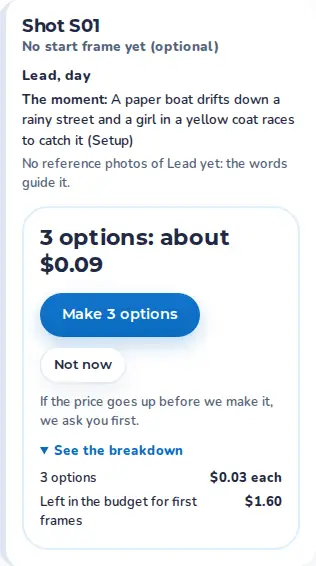 Shot S01
No start frame yet (optional)
Lead, day
The moment: A paper boat drifts down a
rainy street and a girl in a yellow coat races
to catch it (Setup)
No reference photos of Lead yet: the words
guide it.
3 options: about
$0.09
Make 3 options
Not now
If the price goes up before we make it,
we ask you first.
▼ See the breakdown
3 options $0.03 each
Left in the budget for first $1.60
frames